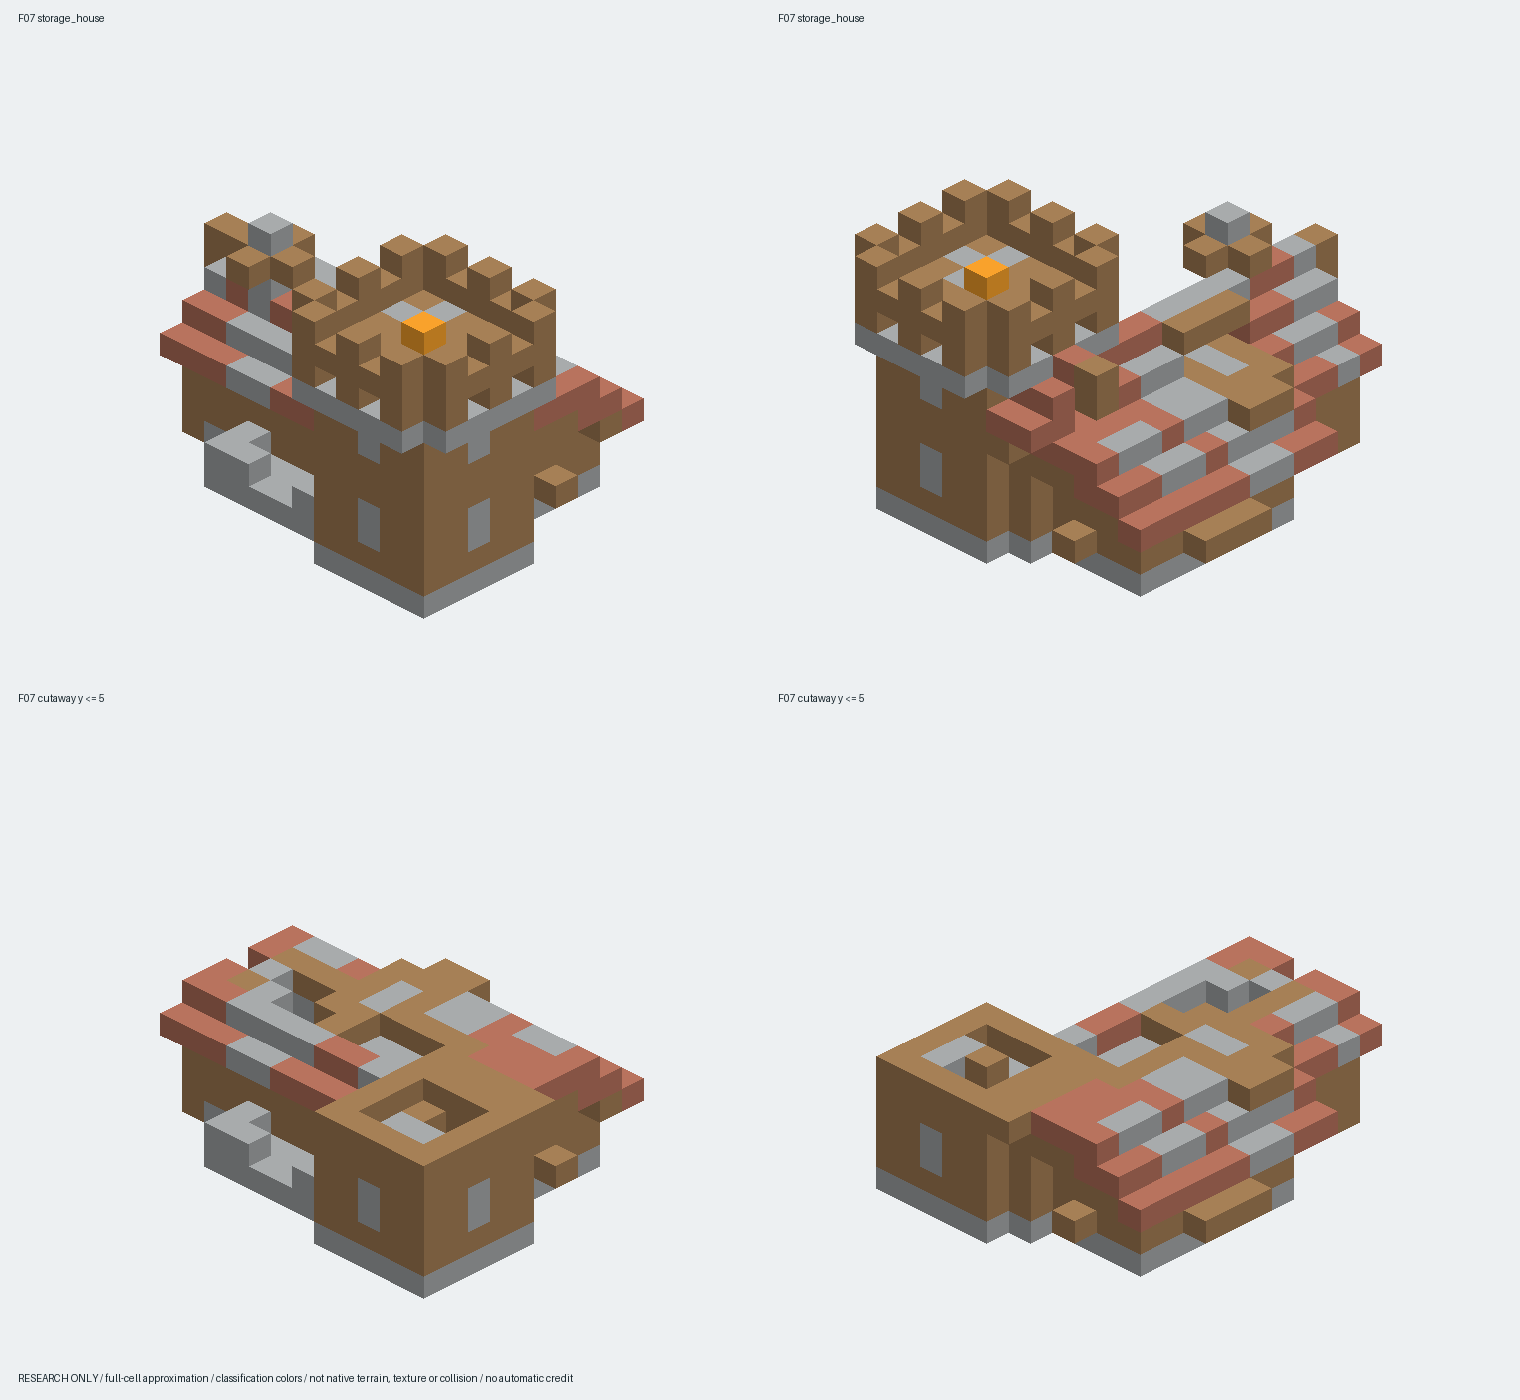 F07 storage_house
F07 storage_house
F07 cutaway y <= 5
F07 cutaway y <= 5
RESEARCH ONLY / full-cell approximation / classification colors / not native terrain, texture or collision / no automatic credit